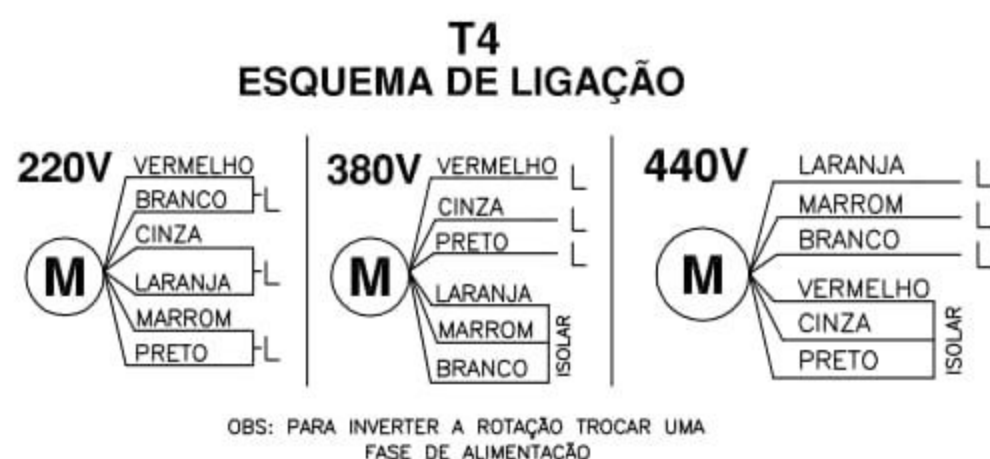 T4
ESQUEMA DE LIGAÇÃO
220V
VERMELHO
L
BRANCO
CINZA
L
LARANJA
MARROM
L
PRETO
M
380V
VERMELHO L
CINZA L
PRETO L
LARANJA
MARROM
BRANCO
ISOLAR
M
440V
LARANJA L
MARROM L
BRANCO L
VERMELHO
CINZA
PRETO
ISOLAR
M
OBS: PARA INVERTER A ROTAÇÃO TROCAR UMA
FASE DE ALIMENTAÇÃO